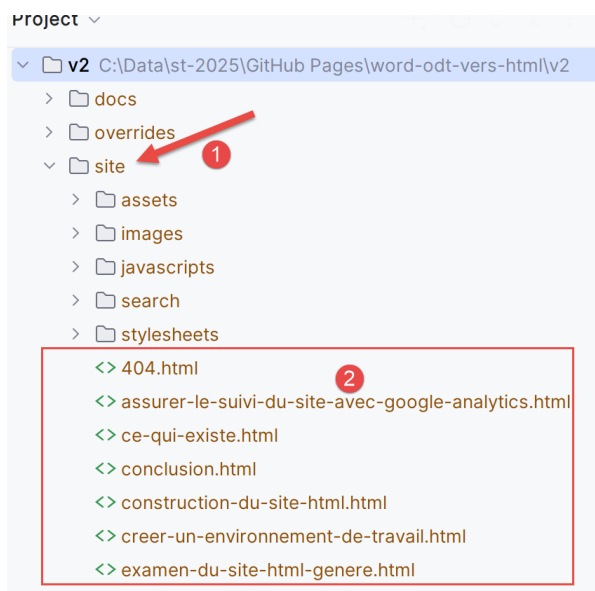 Project
v2 C:\Data\st-2025\GitHub Pages\word-odt-vers-html\v2
docs
overrides
1
site
assets
images
javascripts
search
stylesheets
404.html
2
assurer-le-suivi-du-site-avec-google-analytics.html
ce-qui-existe.html
conclusion.html
construction-du-site-html.html
creer-un-environnement-de-travail.html
examen-du-site-html-genere.html